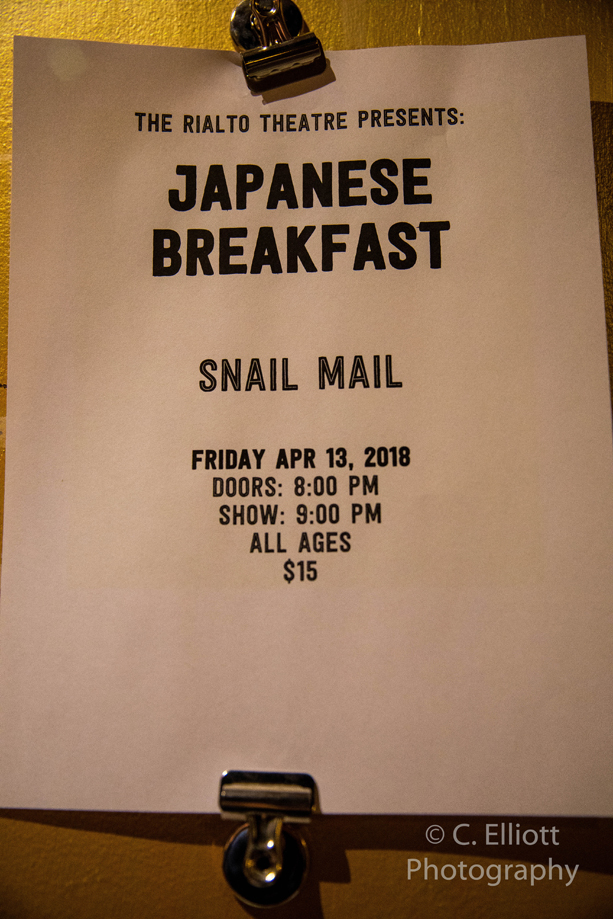 THE RIALTO THEATRE PRESENTS:
JAPANESE
BREAKFAST
SNAIL MAIL
FRIDAY APR 13, 2018
DOORS: 8:00 PM
SHOW: 9:00 PM
ALL AGES
$15
© C. Elliott
Photography